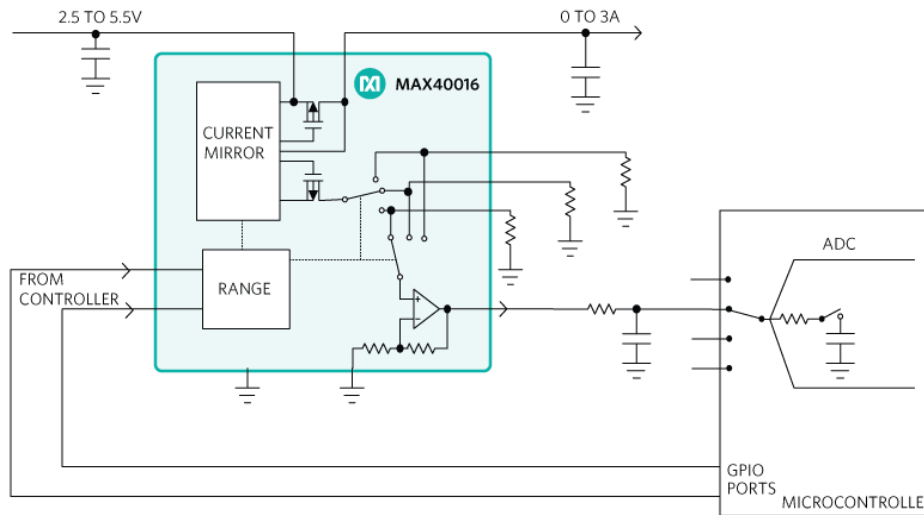 2.5 TO 5.5V
0 TO 3A
MAX40016
CURRENT
MIRROR
ADC
FROM
CONTROLLER
RANGE
+
−
GPIO
PORTS
MICROCONTROLLE